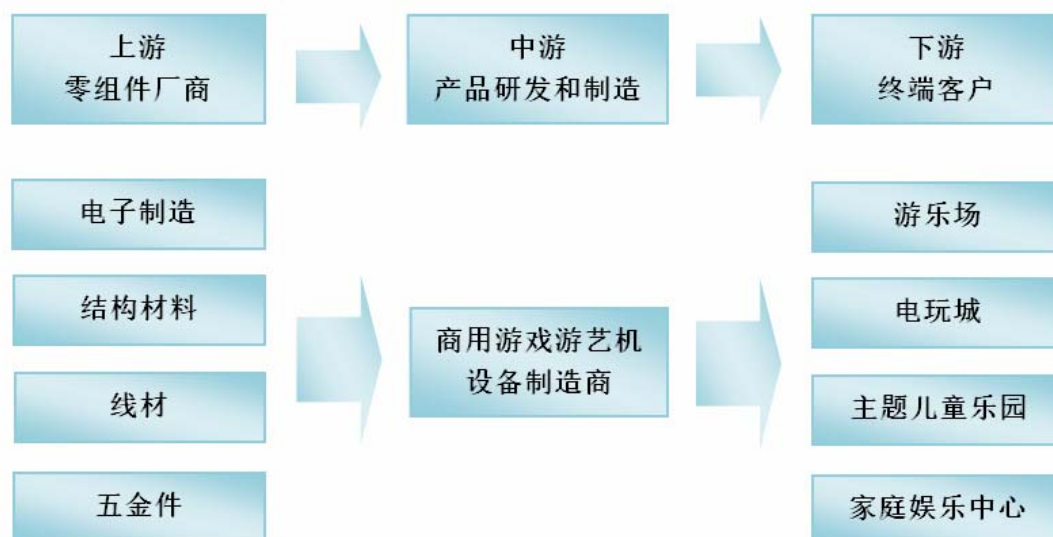 上游
零组件厂商
中游
产品研发和制造
下游
终端客户
电子制造
结构材料
线材
五金件
商用游戏游艺机
设备制造商
游乐场
电玩城
主题儿童乐园
家庭娱乐中心